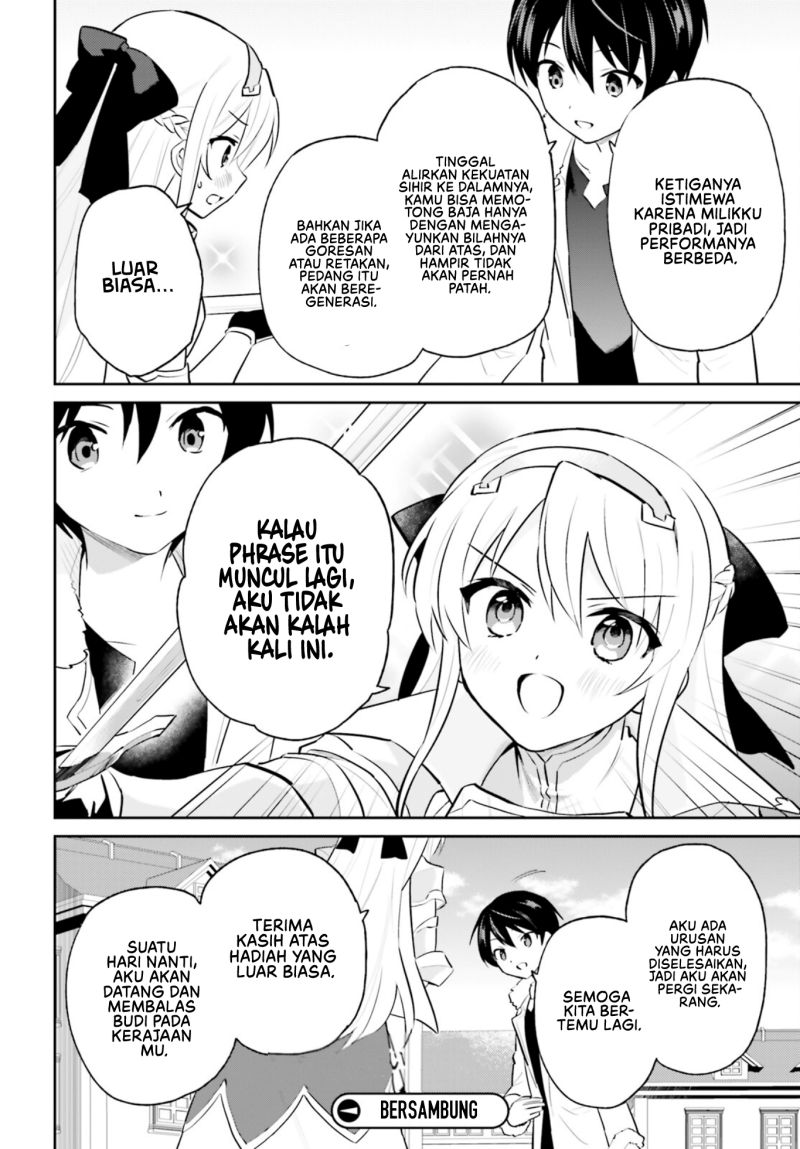 KETIGANYA
ISTIMEWA
KARENA MILIKKU
PRIBADI, JADI
PERFORMANYA
BERBEDA.
TINGGAL
ALIRKAN KEKUATAN
SIHIR KE DALAMNYA,
KAMU BISA MEMO-
TONG BAJA HANYA
DENGAN MENGA-
YUNKAN BILAHNYA
DARI ATAS, DAN
HAMPIR TIDAK
AKAN PERNAH
PATAH.
BAHKAN JIKA
ADA BEBERAPA
GORESAN
ATAU RETAKAN,
PEDANG ITU
AKAN BERE-
GENERASI.
LUAR
BIASA...
KALAU
PHRASE ITU
MUNCUL LAGI,
AKU TIDAK
AKAN KALAH
KALI INI.
AKU ADA
URUSAN
YANG HARUS
DISELESAIKAN,
JADI AKU AKAN
PERGI SEKA-
RANG.
SEMOGA
KITA BER-
TEMU LAGI.
TERIMA
KASIH ATAS
HADIAH YANG
LUAR BIASA.
SUATU
HARI NANTI,
AKU AKAN
DATANG DAN
MEMBALAS
BUDI PADA
KERAJAAN
MU.
BERSAMBUNG